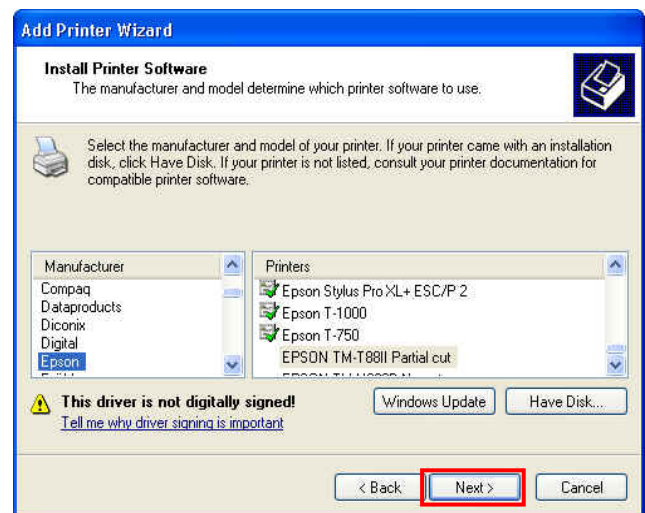 Add Printer Wizard
Install Printer Software
The manufacturer and model determine which printer software to use.
Select the manufacturer and model of your printer. If your printer came with an installation
disk, click Have Disk. If your printer is not listed, consult your printer documentation for
compatible printer software.
Manufacturer
Compaq
Dataproducts
Diconix
Digital
Epson
Printers
Epson Stylus Pro XL+ ESC/P 2
Epson T-1000
Epson T-750
EPSON TM-T88II Partial cut
This driver is not digitally signed!
Tell me why driver signing is important
Windows Update
Have Disk...
< Back
Next >
Cancel